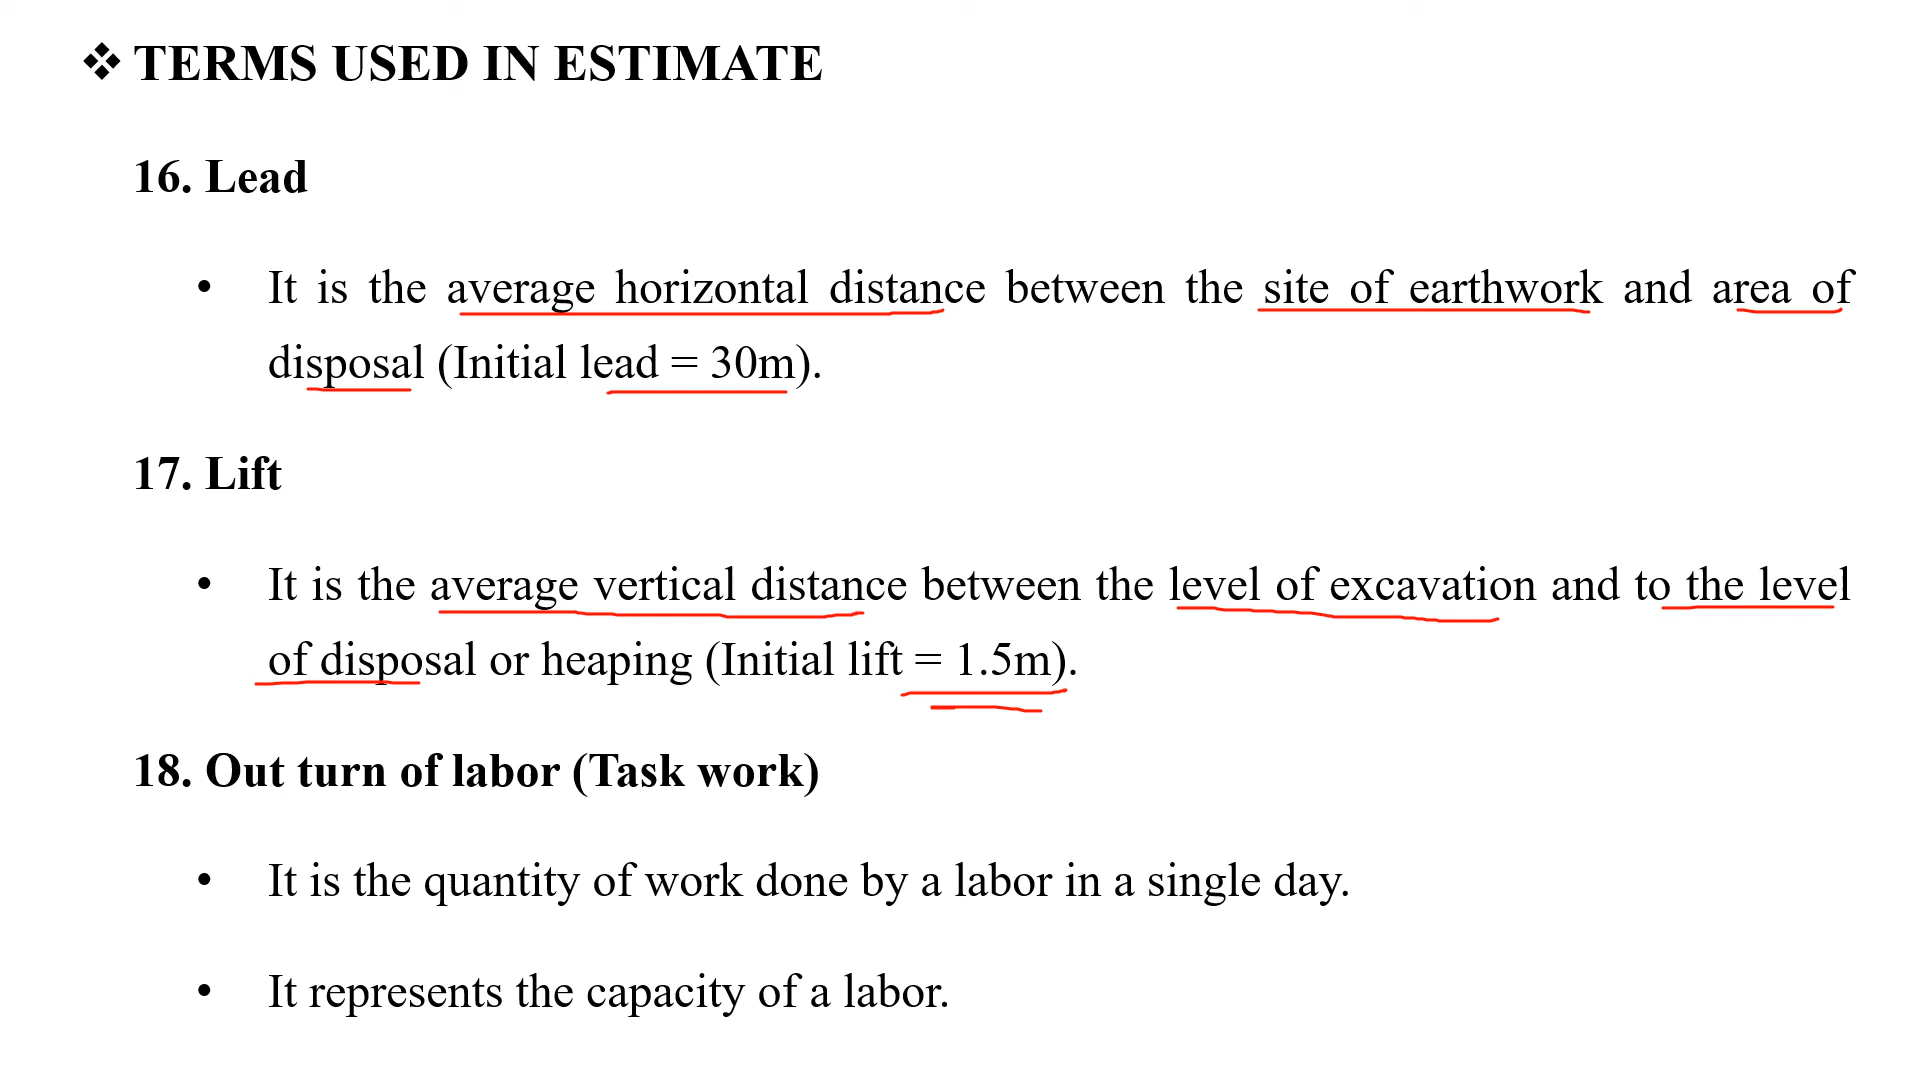 ❖ TERMS USED IN ESTIMATE
16. Lead
• It is the average horizontal distance between the site of earthwork and area of
disposal (Initial lead = 30m).
17. Lift
• It is the average vertical distance between the level of excavation and to the level
of disposal or heaping (Initial lift = 1.5m).
18. Out turn of labor (Task work)
• It is the quantity of work done by a labor in a single day.
• It represents the capacity of a labor.